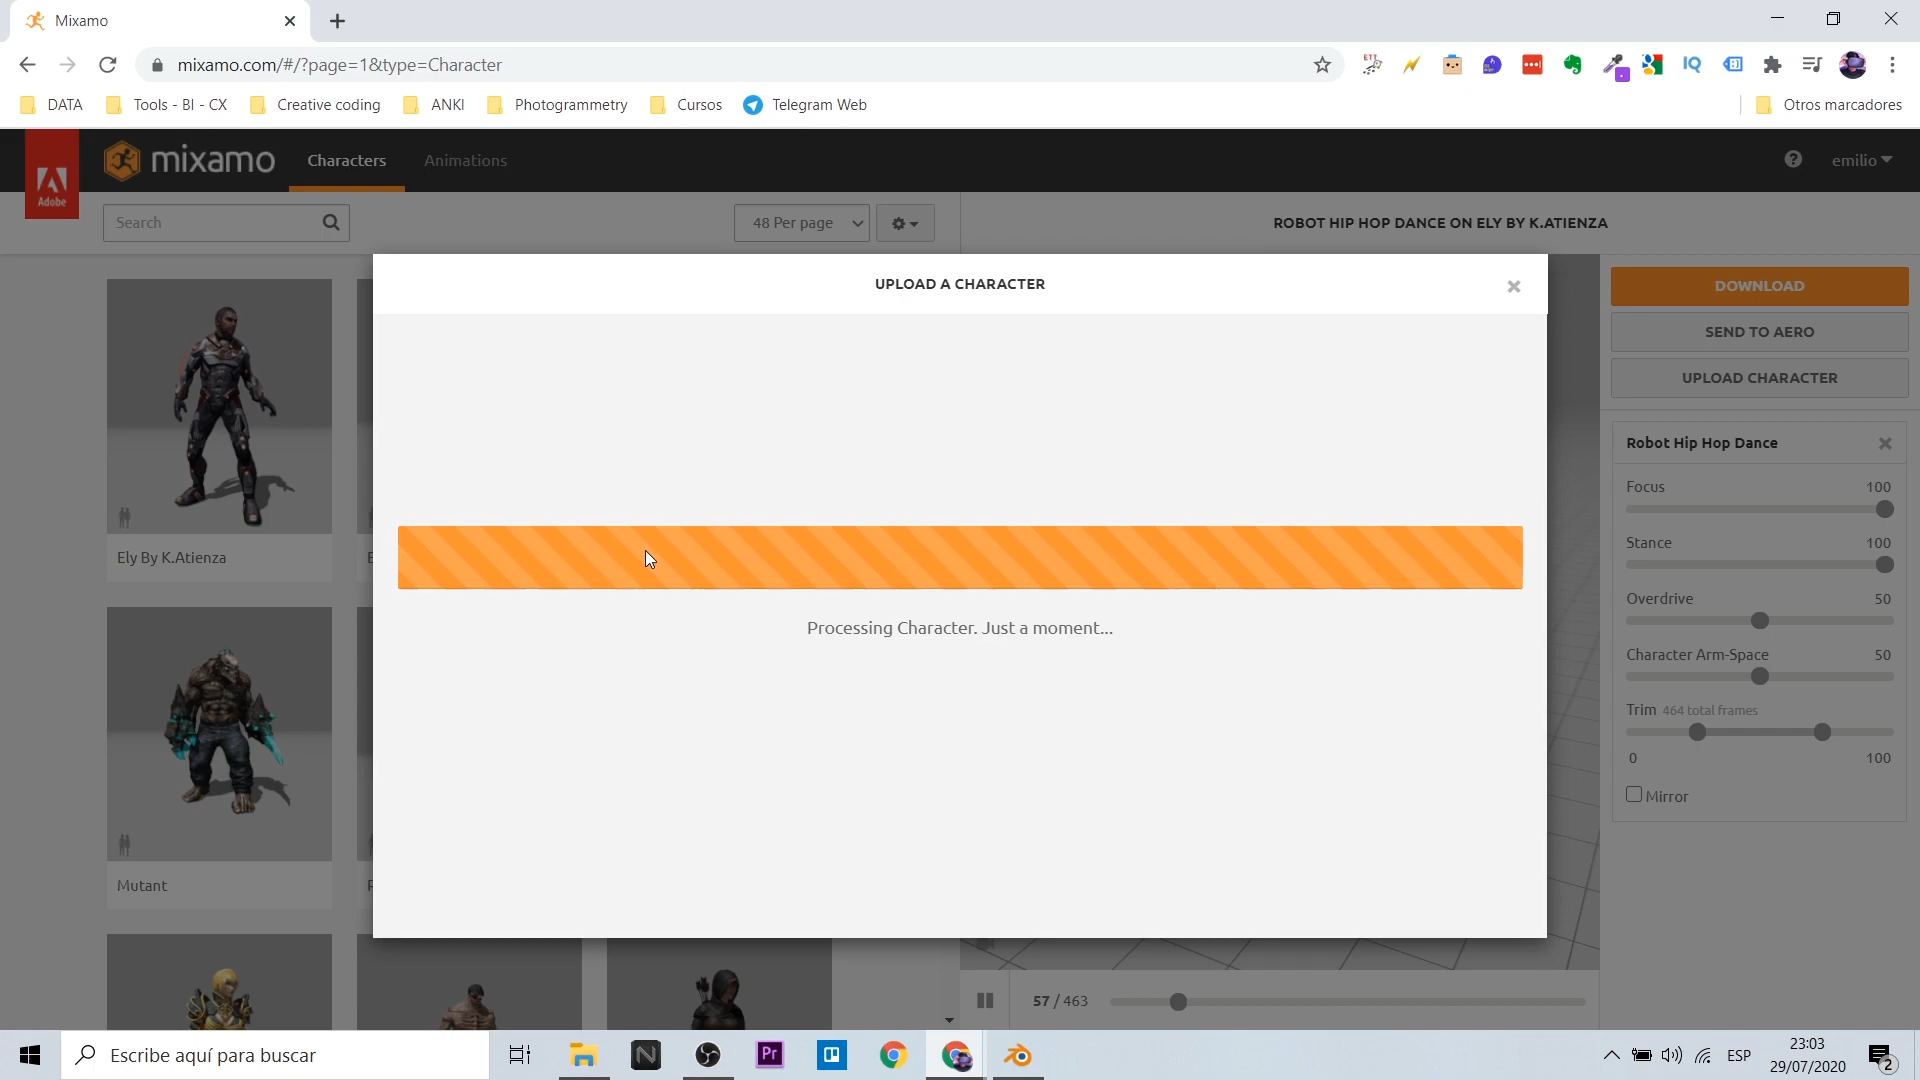 Mixamo
mixamo.com/#/?page=1&type=Character
DATA
Tools - BI - CX
Creative coding
ANKI
Photogrammetry
Cursos
Telegram Web
Otros marcadores
Adobe
mixamo
Characters
Animations
emilio
Search
48 Per page
ROBOT HIP HOP DANCE ON ELY BY K.ATIENZA
UPLOAD A CHARACTER
Processing Character. Just a moment...
Ely By K.Atienza
Mutant
DOWNLOAD
SEND TO AERO
UPLOAD CHARACTER
Robot Hip Hop Dance
Focus 100
Stance 100
Overdrive 50
Character Arm-Space 50
Trim 464 total frames
0 100
Mirror
57 / 463
Escribe aquí para buscar
Pr
ESP
23:03
29/07/2020
2